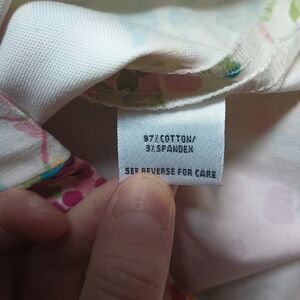 97% COTTON/
3% SPANDEX
SEE REVERSE FOR CARE